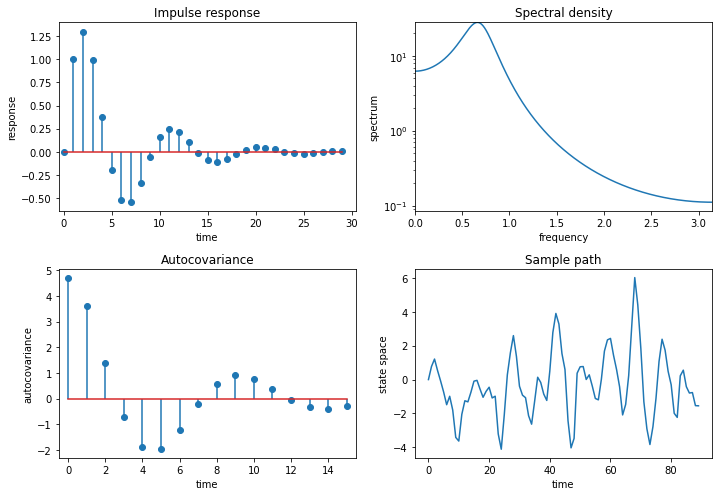 Impulse response
response
1.25
1.00
0.75
0.50
0.25
0.00
−0.25
−0.50
0 5 10 15 20 25 30
time
Spectral density
spectrum
10¹
10⁰
10⁻¹
0.0 0.5 1.0 1.5 2.0 2.5 3.0
frequency
Autocovariance
autocovariance
5
4
3
2
1
0
−1
−2
0 2 4 6 8 10 12 14
time
Sample path
state space
6
4
2
0
−2
−4
0 20 40 60 80
time